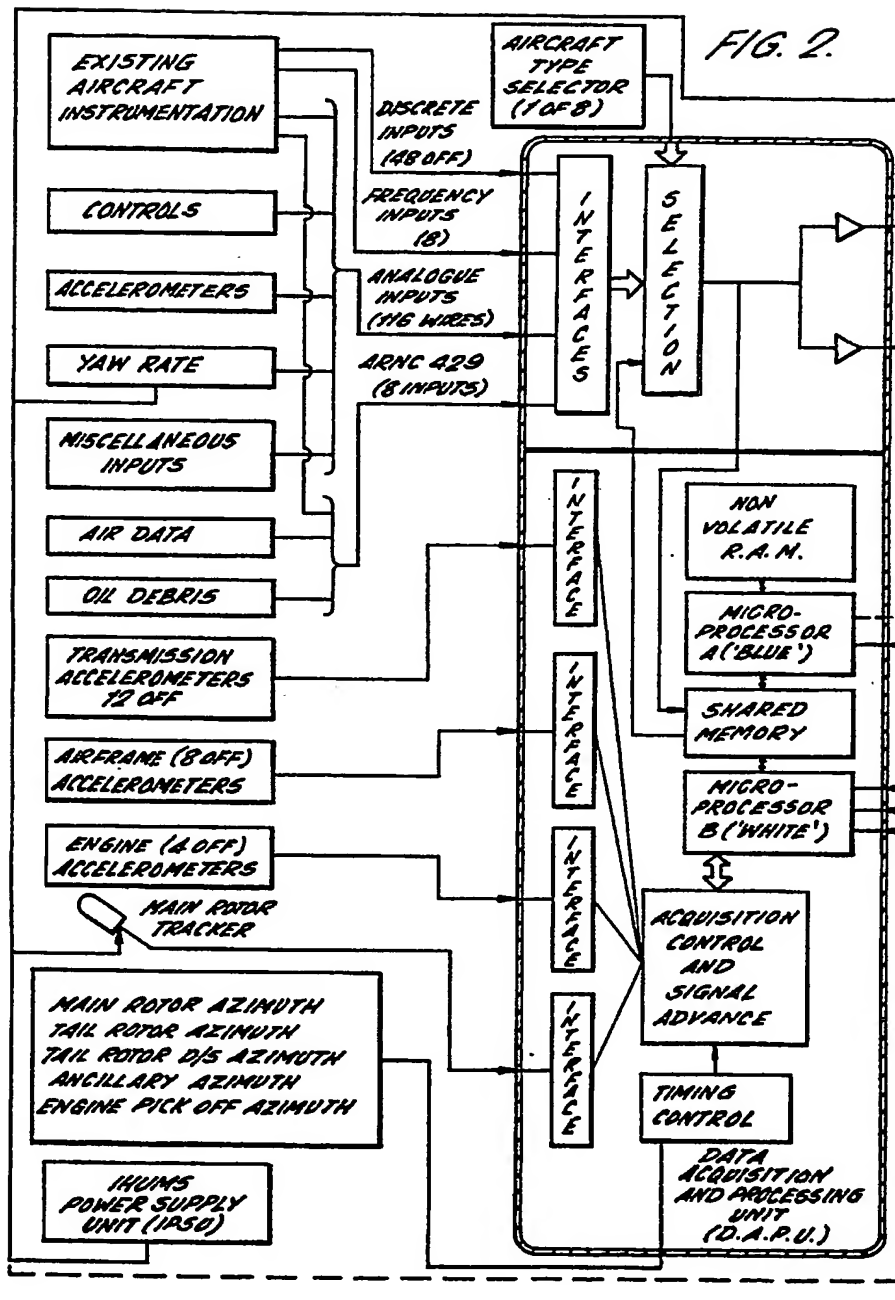 FIG. 2.
EXISTING
AIRCRAFT
INSTRUMENTATION
CONTROLS
ACCELEROMETERS
YAW RATE
MISCELLANEOUS
INPUTS
AIR DATA
OIL DEBRIS
TRANSMISSION
ACCELEROMETERS
12 OFF
AIRFRAME (8 OFF)
ACCELEROMETERS
ENGINE (4 OFF)
ACCELEROMETERS
MAIN ROTOR
TRACKER
MAIN ROTOR AZIMUTH
TAIL ROTOR AZIMUTH
TAIL ROTOR D/S AZIMUTH
ANCILLARY AZIMUTH
ENGINE PICK OFF AZIMUTH
IHUMS
POWER SUPPLY
UNIT (IPSU)
DISCRETE
INPUTS
(48 OFF)
FREQUENCY
INPUTS
(8)
ANALOGUE
INPUTS
(116 WIRES)
ARNC 429
(8 INPUTS)
AIRCRAFT
TYPE
SELECTOR
(1 OF 8)
INTERFACES
SELECTION
INTERFACE
INTERFACE
INTERFACE
INTERFACE
NON
VOLATILE
R.A.M.
MICRO-
PROCESSOR
A ('BLUE')
SHARED
MEMORY
MICRO-
PROCESSOR
B ('WHITE')
ACQUISITION
CONTROL
AND
SIGNAL
ADVANCE
TIMING
CONTROL
DATA
ACQUISITION
AND PROCESSING
UNIT
(D.A.P.U.)